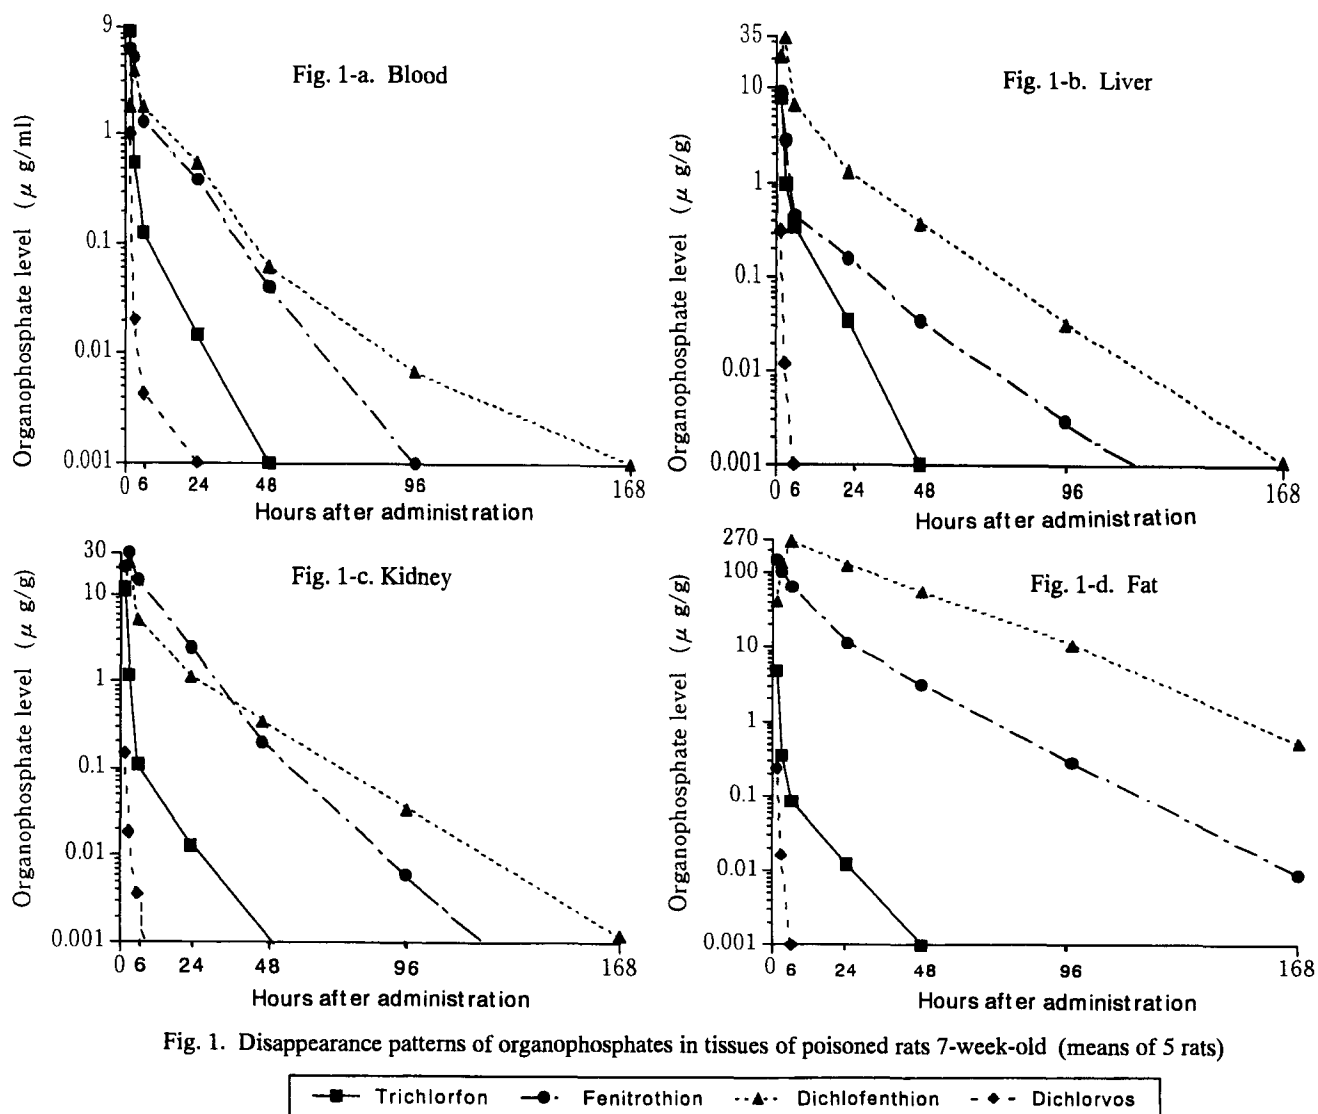 Fig. 1-a. Blood
Organophosphate level (μ g/ml)
9
1
0.1
0.01
0.001
0 6 24 48 96 168
Hours after administration
Fig. 1-b. Liver
Organophosphate level (μ g/g)
35
10
1
0.1
0.01
0.001
0 6 24 48 96 168
Hours after administration
Fig. 1-c. Kidney
Organophosphate level (μ g/g)
30
10
1
0.1
0.01
0.001
0 6 24 48 96 168
Hours after administration
Fig. 1-d. Fat
Organophosphate level (μ g/g)
270
100
10
1
0.1
0.01
0.001
0 6 24 48 96 168
Hours after administration
Fig. 1. Disappearance patterns of organophosphates in tissues of poisoned rats 7-week-old (means of 5 rats)
Trichlorfon Fenitrothion Dichlofenthion Dichlorvos